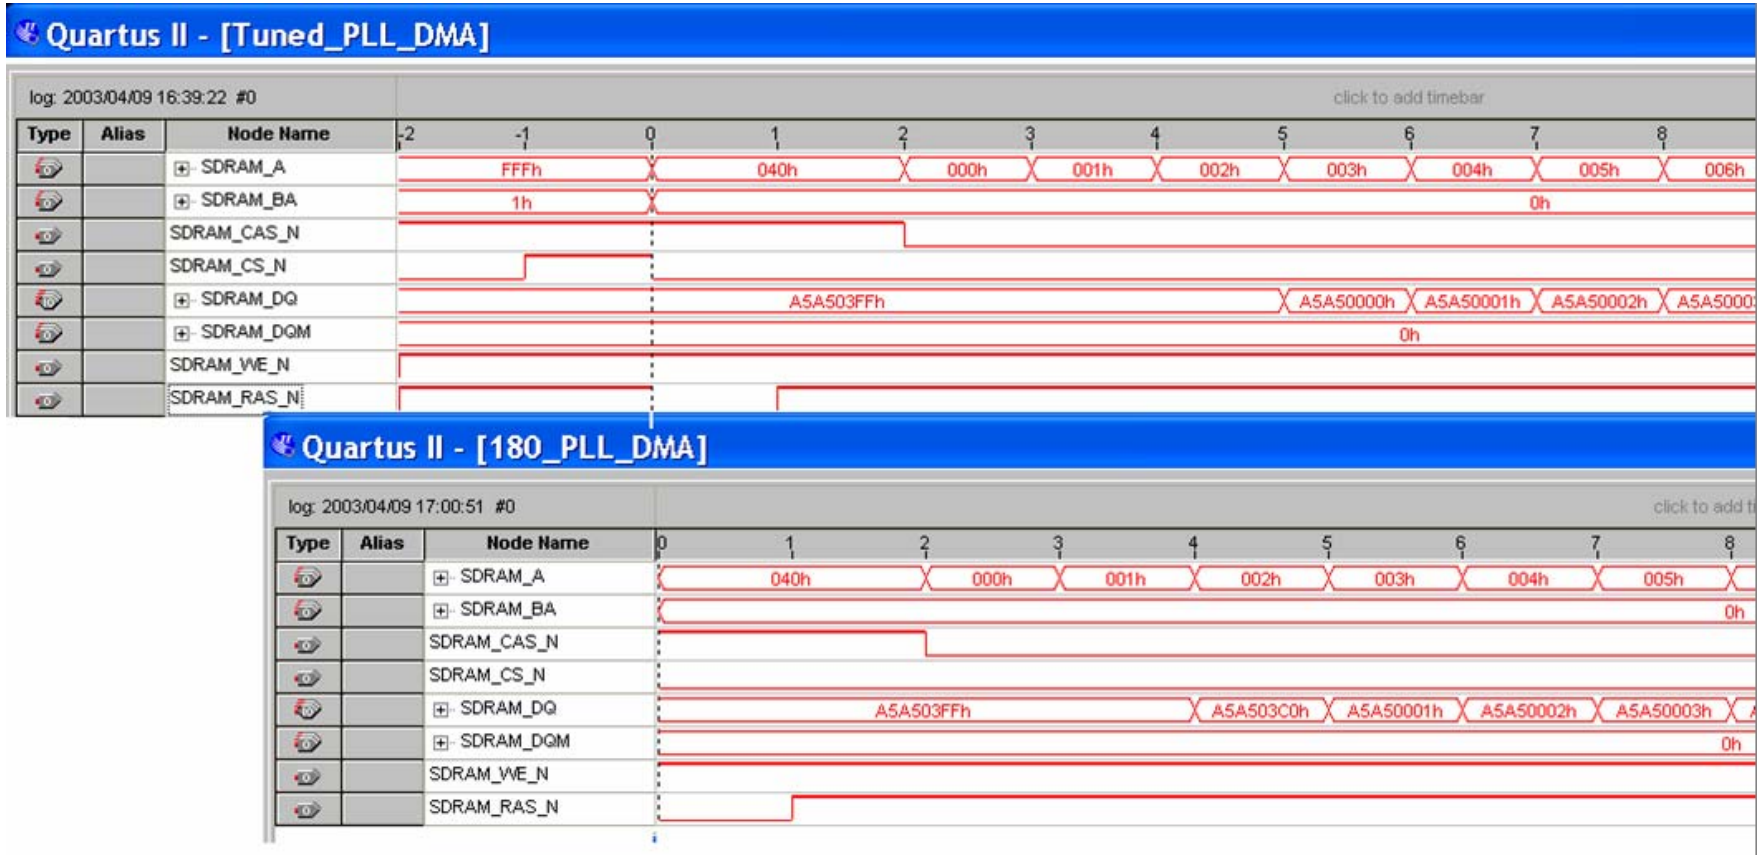 Quartus II - [Tuned_PLL_DMA]
log: 2003/04/09 16:39:22 #0 click to add timebar
Type Alias Node Name -2 -1 0 1 2 3 4 5 6 7 8
SDRAM_A FFFh 040h 000h 001h 002h 003h 004h 005h 006h
SDRAM_BA 1h 0h
SDRAM_CAS_N
SDRAM_CS_N
SDRAM_DQ A5A503FFh A5A50000h A5A50001h A5A50002h A5A5000
SDRAM_DQM 0h
SDRAM_WE_N
SDRAM_RAS_N
Quartus II - [180_PLL_DMA]
log: 2003/04/09 17:00:51 #0 click to add ti
Type Alias Node Name 0 1 2 3 4 5 6 7 8
SDRAM_A 040h 000h 001h 002h 003h 004h 005h
SDRAM_BA 0h
SDRAM_CAS_N
SDRAM_CS_N
SDRAM_DQ A5A503FFh A5A503C0h A5A50001h A5A50002h A5A50003h
SDRAM_DQM 0h
SDRAM_WE_N
SDRAM_RAS_N